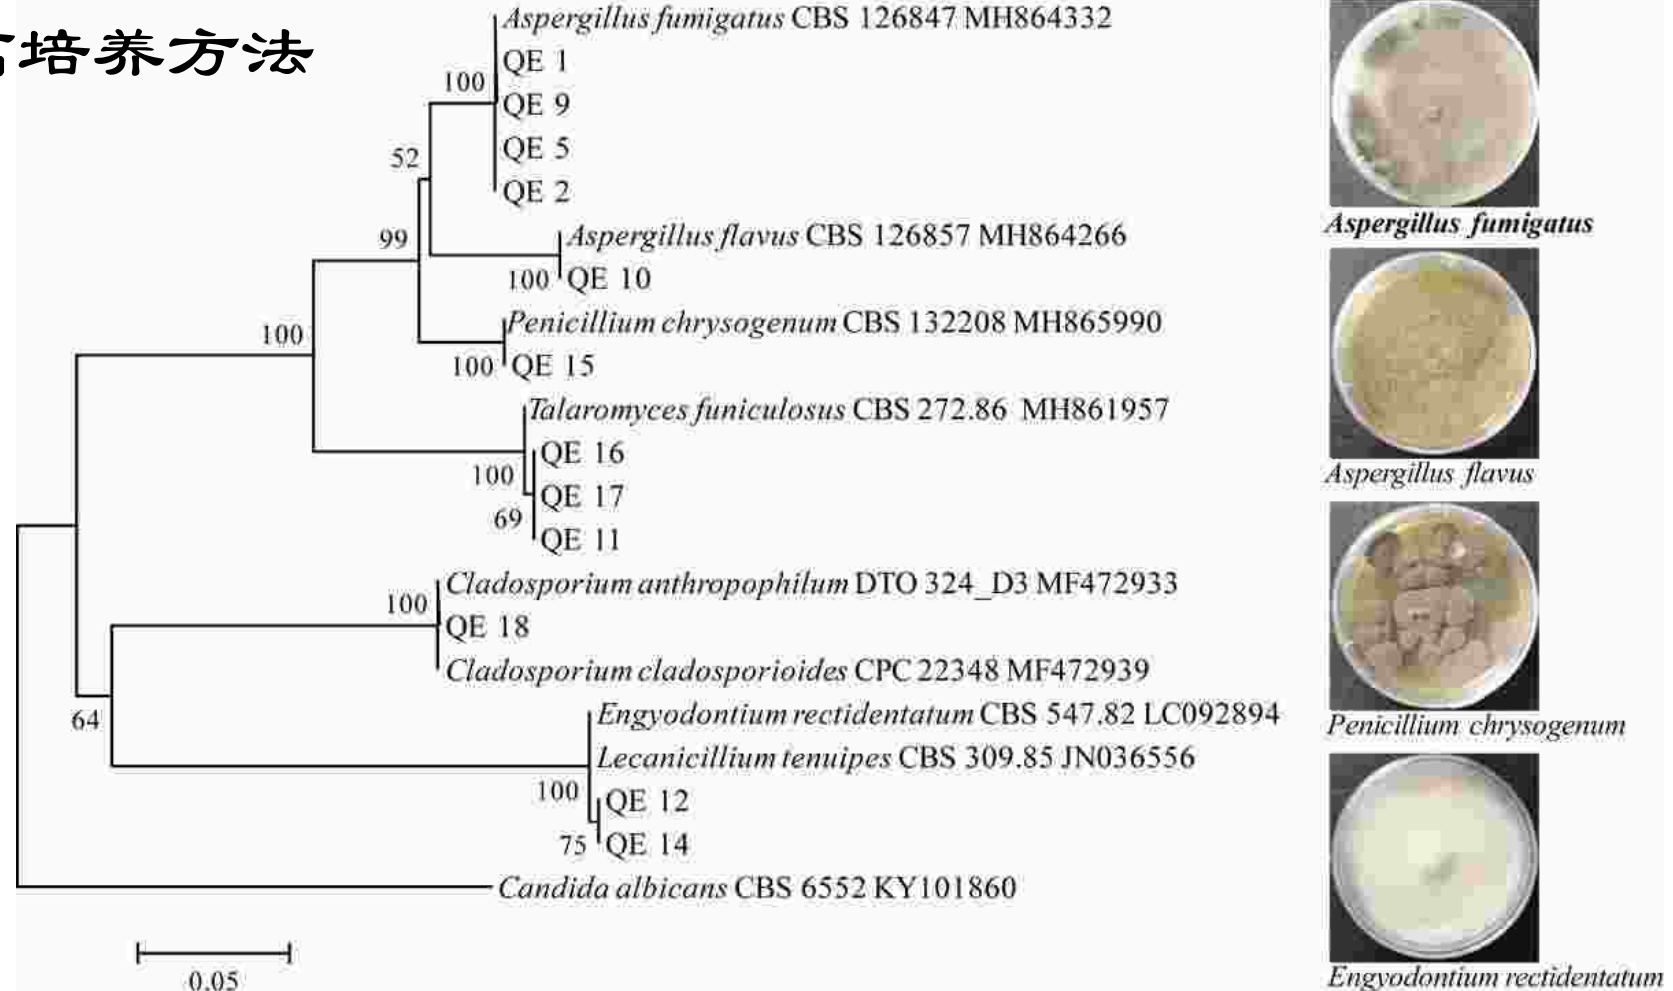 培养方法
Aspergillus fumigatus CBS 126847 MH864332
QE 1
100
QE 9
QE 5
52
QE 2
Aspergillus flavus CBS 126857 MH864266
99
100 QE 10
Penicillium chrysogenum CBS 132208 MH865990
100
100 QE 15
Talaromyces funiculosus CBS 272.86 MH861957
QE 16
100
QE 17
69
QE 11
Cladosporium anthropophilum DTO 324_D3 MF472933
100
QE 18
Cladosporium cladosporioides CPC 22348 MF472939
64
Engyodontium rectidentatum CBS 547.82 LC092894
Lecanicillium tenuipes CBS 309.85 JN036556
100
QE 12
75 QE 14
Candida albicans CBS 6552 KY101860
0.05
Aspergillus fumigatus
Aspergillus flavus
Penicillium chrysogenum
Engyodontium rectidentatum